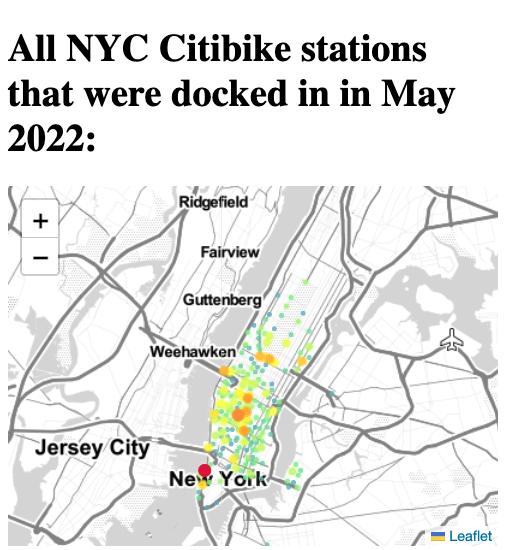 All NYC Citibike stations
that were docked in in May
2022:
+
Ridgefield
−
Fairview
Guttenberg
Weehawken
Jersey City
New York
Leaflet